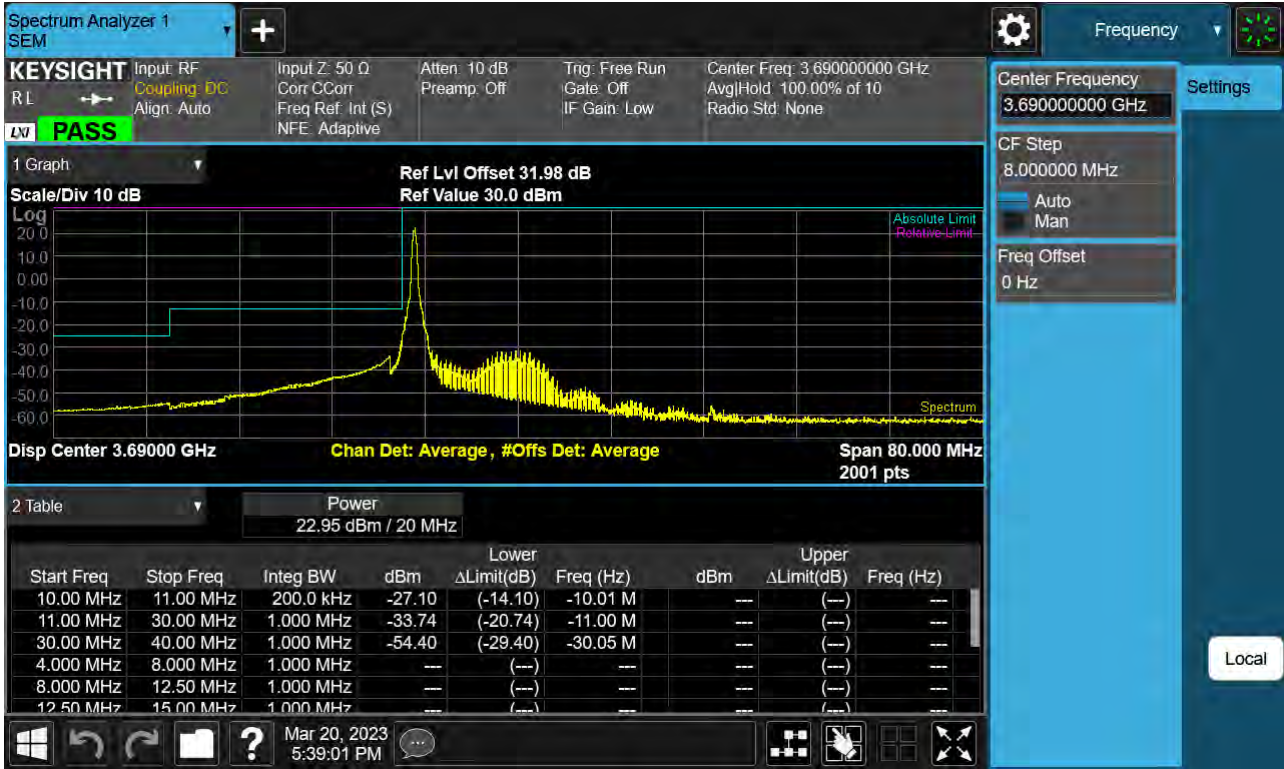 Spectrum Analyzer 1
SEM
Frequency
KEYSIGHT
Input: RF
Coupling: DC
Align: Auto
Input Z: 50 Ω
Corr CCorr
Freq Ref: Int (S)
NFE: Adaptive
Atten: 10 dB
Preamp: Off
Trig: Free Run
Gate: Off
IF Gain: Low
Center Freq: 3.690000000 GHz
Avg|Hold: 100.00% of 10
Radio Std: None
R L
LXI
PASS
Center Frequency
3.690000000 GHz
Settings
CF Step
8.000000 MHz
Auto
Man
Freq Offset
0 Hz
1 Graph
Ref Lvl Offset 31.98 dB
Scale/Div 10 dB
Ref Value 30.0 dBm
Log
Absolute Limit
Relative Limit
20.0
10.0
0.00
-10.0
-20.0
-30.0
-40.0
-50.0
-60.0
Spectrum
Disp Center 3.69000 GHz
Chan Det: Average, #Offs Det: Average
Span 80.000 MHz
2001 pts
2 Table
Power
22.95 dBm / 20 MHz
Lower Upper
Start Freq Stop Freq Integ BW dBm ΔLimit(dB) Freq (Hz) dBm ΔLimit(dB) Freq (Hz)
10.00 MHz 11.00 MHz 200.0 kHz -27.10 (-14.10) -10.01 M --- (---) ---
11.00 MHz 30.00 MHz 1.000 MHz -33.74 (-20.74) -11.00 M --- (---) ---
30.00 MHz 40.00 MHz 1.000 MHz -54.40 (-29.40) -30.05 M --- (---) ---
4.000 MHz 8.000 MHz 1.000 MHz --- (---) --- --- (---) ---
8.000 MHz 12.50 MHz 1.000 MHz --- (---) --- --- (---) ---
12.50 MHz 15.00 MHz 1.000 MHz --- (---) --- --- (---) ---
Local
Mar 20, 2023
5:39:01 PM